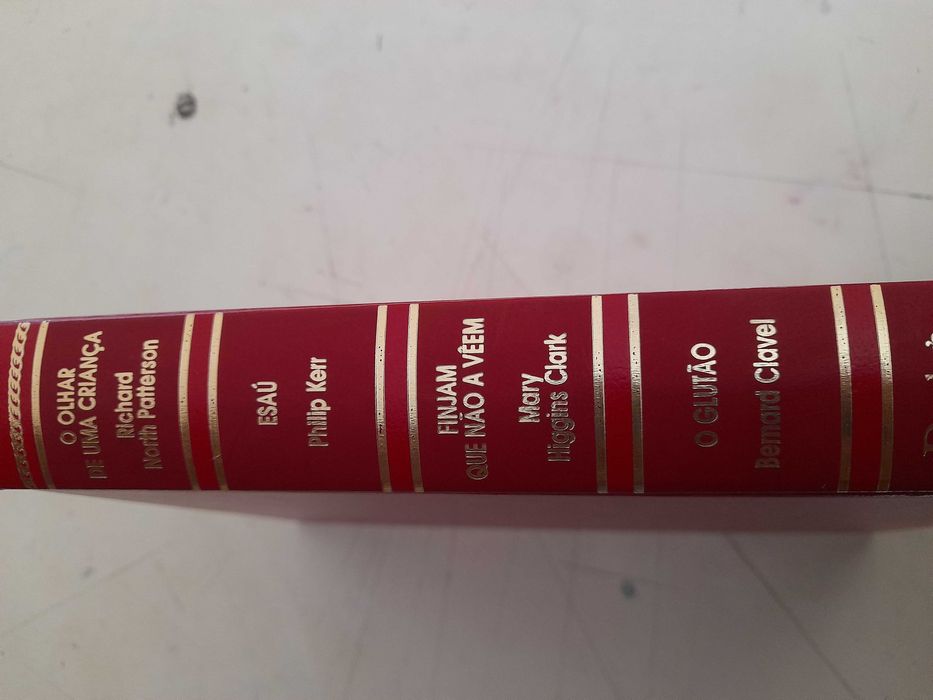 O OLHAR
DE UMA CRIANÇA
Richard
North Patterson
ESAÚ
Philip Kerr
FINJAM
QUE NÃO A VÊEM
Mary
Higgins Clark
O GLUTÃO
Bernard Clavel